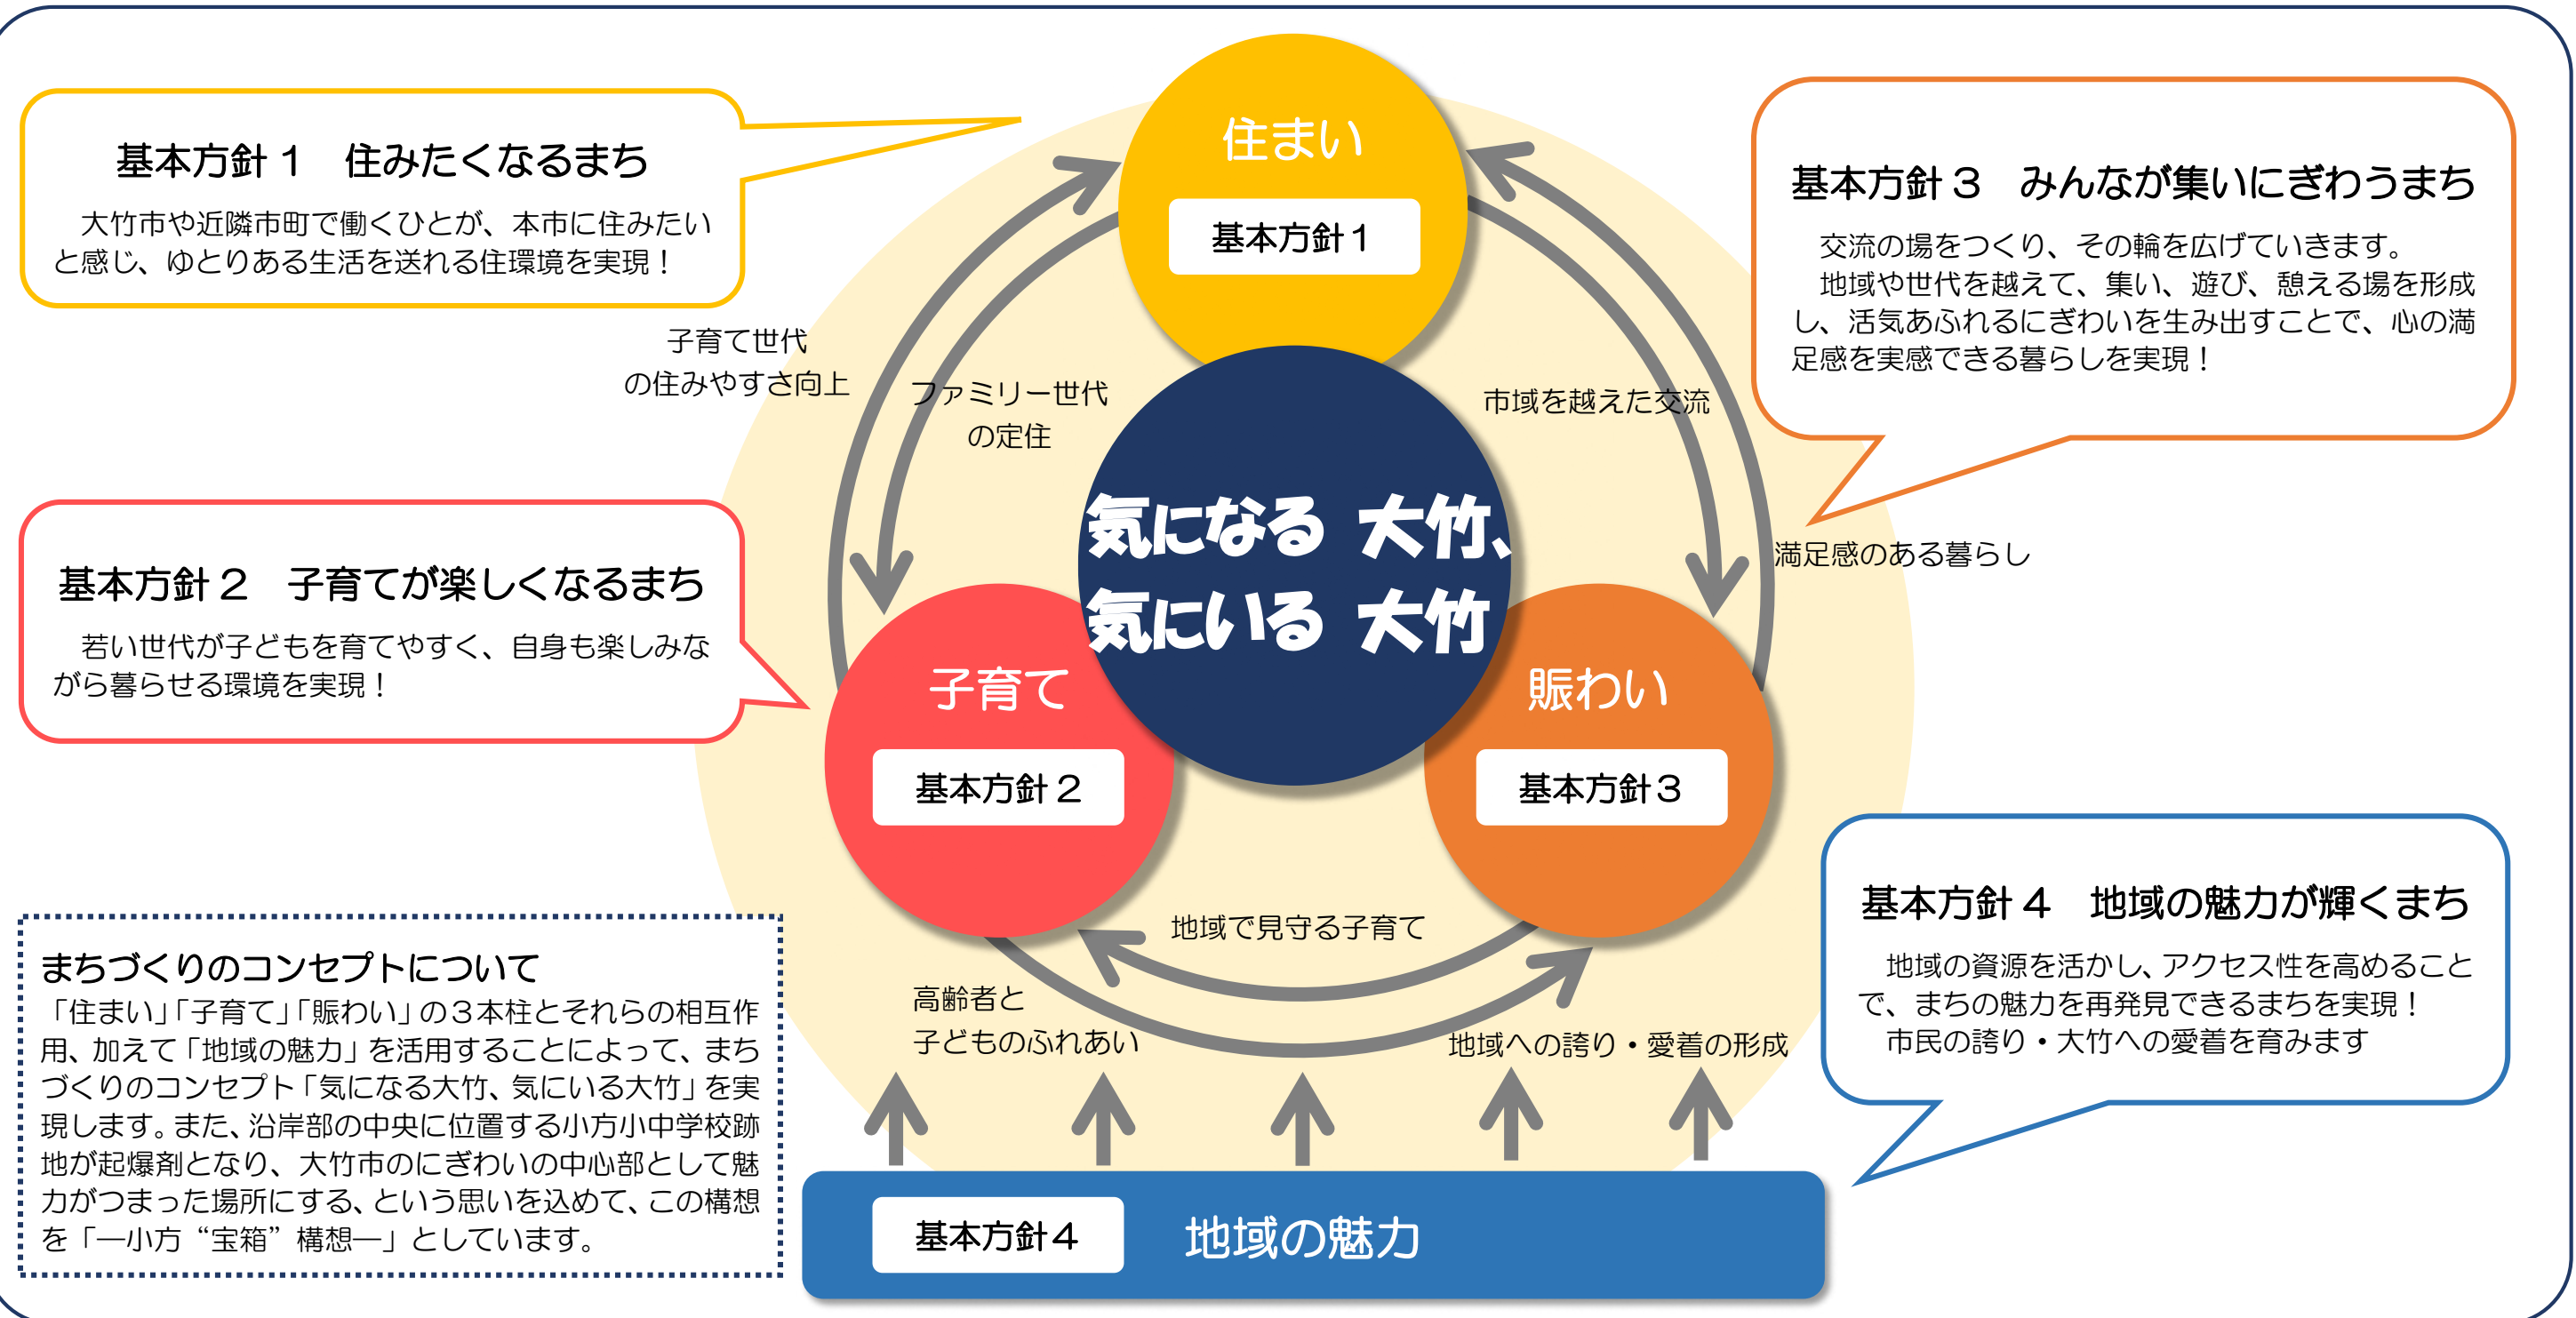 住まい
基本方針１
基本方針１　住みたくなるまち
大竹市や近隣市町で働くひとが、本市に住みたい
と感じ、ゆとりある生活を送れる住環境を実現！
基本方針３　みんなが集いにぎわうまち
交流の場をつくり、その輪を広げていきます。
地域や世代を越えて、集い、遊び、憩える場を形成
し、活気あふれるにぎわいを生み出すことで、心の満
足感を実感できる暮らしを実現！
子育て世代
の住みやすさ向上
ファミリー世代
の定住
市域を越えた交流
満足感のある暮らし
気になる 大竹、
気にいる 大竹
基本方針２　子育てが楽しくなるまち
若い世代が子どもを育てやすく、自身も楽しみな
がら暮らせる環境を実現！
子育て
基本方針２
賑わい
基本方針３
地域で見守る子育て
高齢者と
子どものふれあい
地域への誇り・愛着の形成
基本方針４　地域の魅力が輝くまち
地域の資源を活かし、アクセス性を高めること
で、まちの魅力を再発見できるまちを実現！
市民の誇り・大竹への愛着を育みます
まちづくりのコンセプトについて
「住まい」「子育て」「賑わい」の３本柱とそれらの相互作
用、加えて「地域の魅力」を活用することによって、まち
づくりのコンセプト「気になる大竹、気にいる大竹」を実
現します。また、沿岸部の中央に位置する小方小中学校跡
地が起爆剤となり、大竹市のにぎわいの中心部として魅
力がつまった場所にする、という思いを込めて、この構想
を「―小方“宝箱”構想―」としています。
基本方針４
地域の魅力